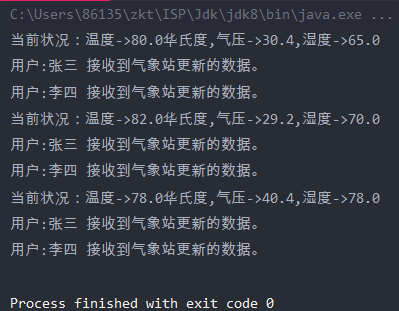 C:\Users\86135\zkt\ISP\Jdk\jdk8\bin\java.exe ...
当前状况：温度->80.0华氏度,气压->30.4,湿度->65.0
用户:张三 接收到气象站更新的数据。
用户:李四 接收到气象站更新的数据。
当前状况：温度->82.0华氏度,气压->29.2,湿度->70.0
用户:张三 接收到气象站更新的数据。
用户:李四 接收到气象站更新的数据。
当前状况：温度->78.0华氏度,气压->40.4,湿度->78.0
用户:张三 接收到气象站更新的数据。
用户:李四 接收到气象站更新的数据。
Process finished with exit code 0